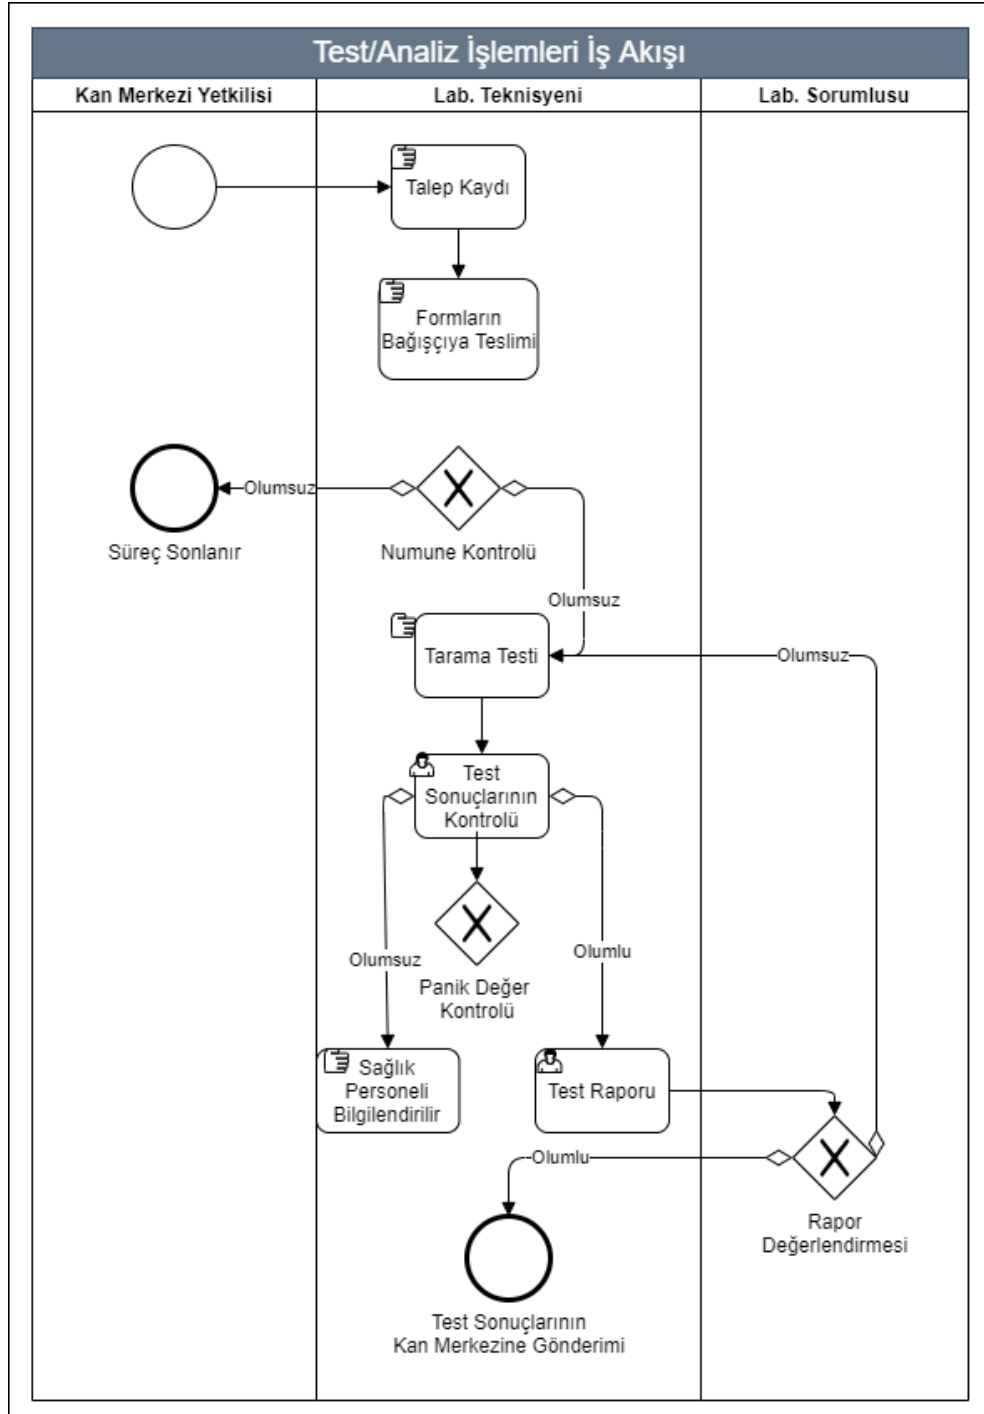 Test/Analiz İşlemleri İş Akışı
Kan Merkezi Yetkilisi
Lab. Teknisyeni
Lab. Sorumlusu
Talep Kaydı
Formların
Bağışçıya Teslimi
Olumsuz
Süreç Sonlanır
Numune Kontrolü
Olumsuz
Tarama Testi
Olumsuz
Test
Sonuçlarının
Kontrolü
Olumsuz
Olumlu
Panik Değer
Kontrolü
Sağlık
Personeli
Bilgilendirilir
Test Raporu
Olumlu
Rapor
Değerlendirmesi
Test Sonuçlarının
Kan Merkezine Gönderimi